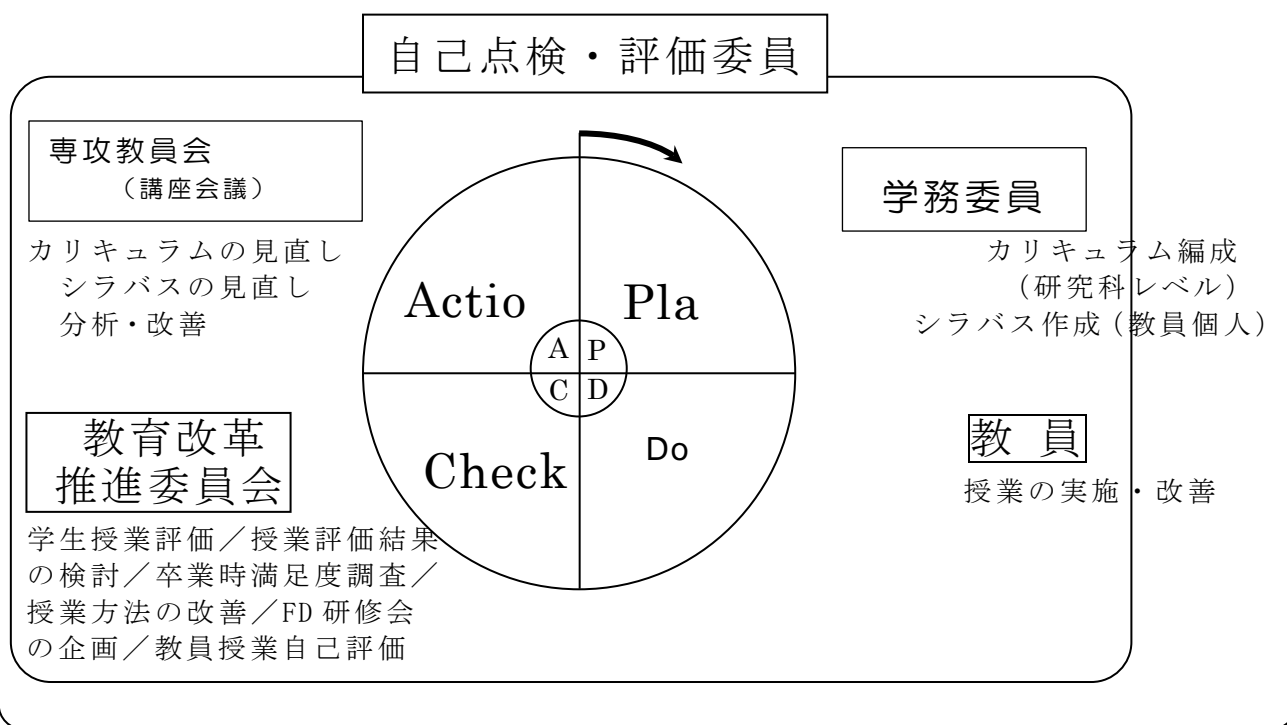 自己点検・評価委員
専攻教員会
（講座会議）
カリキュラムの見直し
シラバスの見直し
分析・改善
学務委員
カリキュラム編成
（研究科レベル）
シラバス作成（教員個人）
Actio
Pla
A
P
C
D
Check
Do
教育改革
推進委員会
学生授業評価／授業評価結果
の検討／卒業時満足度調査／
授業方法の改善／FD研修会
の企画／教員授業自己評価
教 員
授業の実施・改善